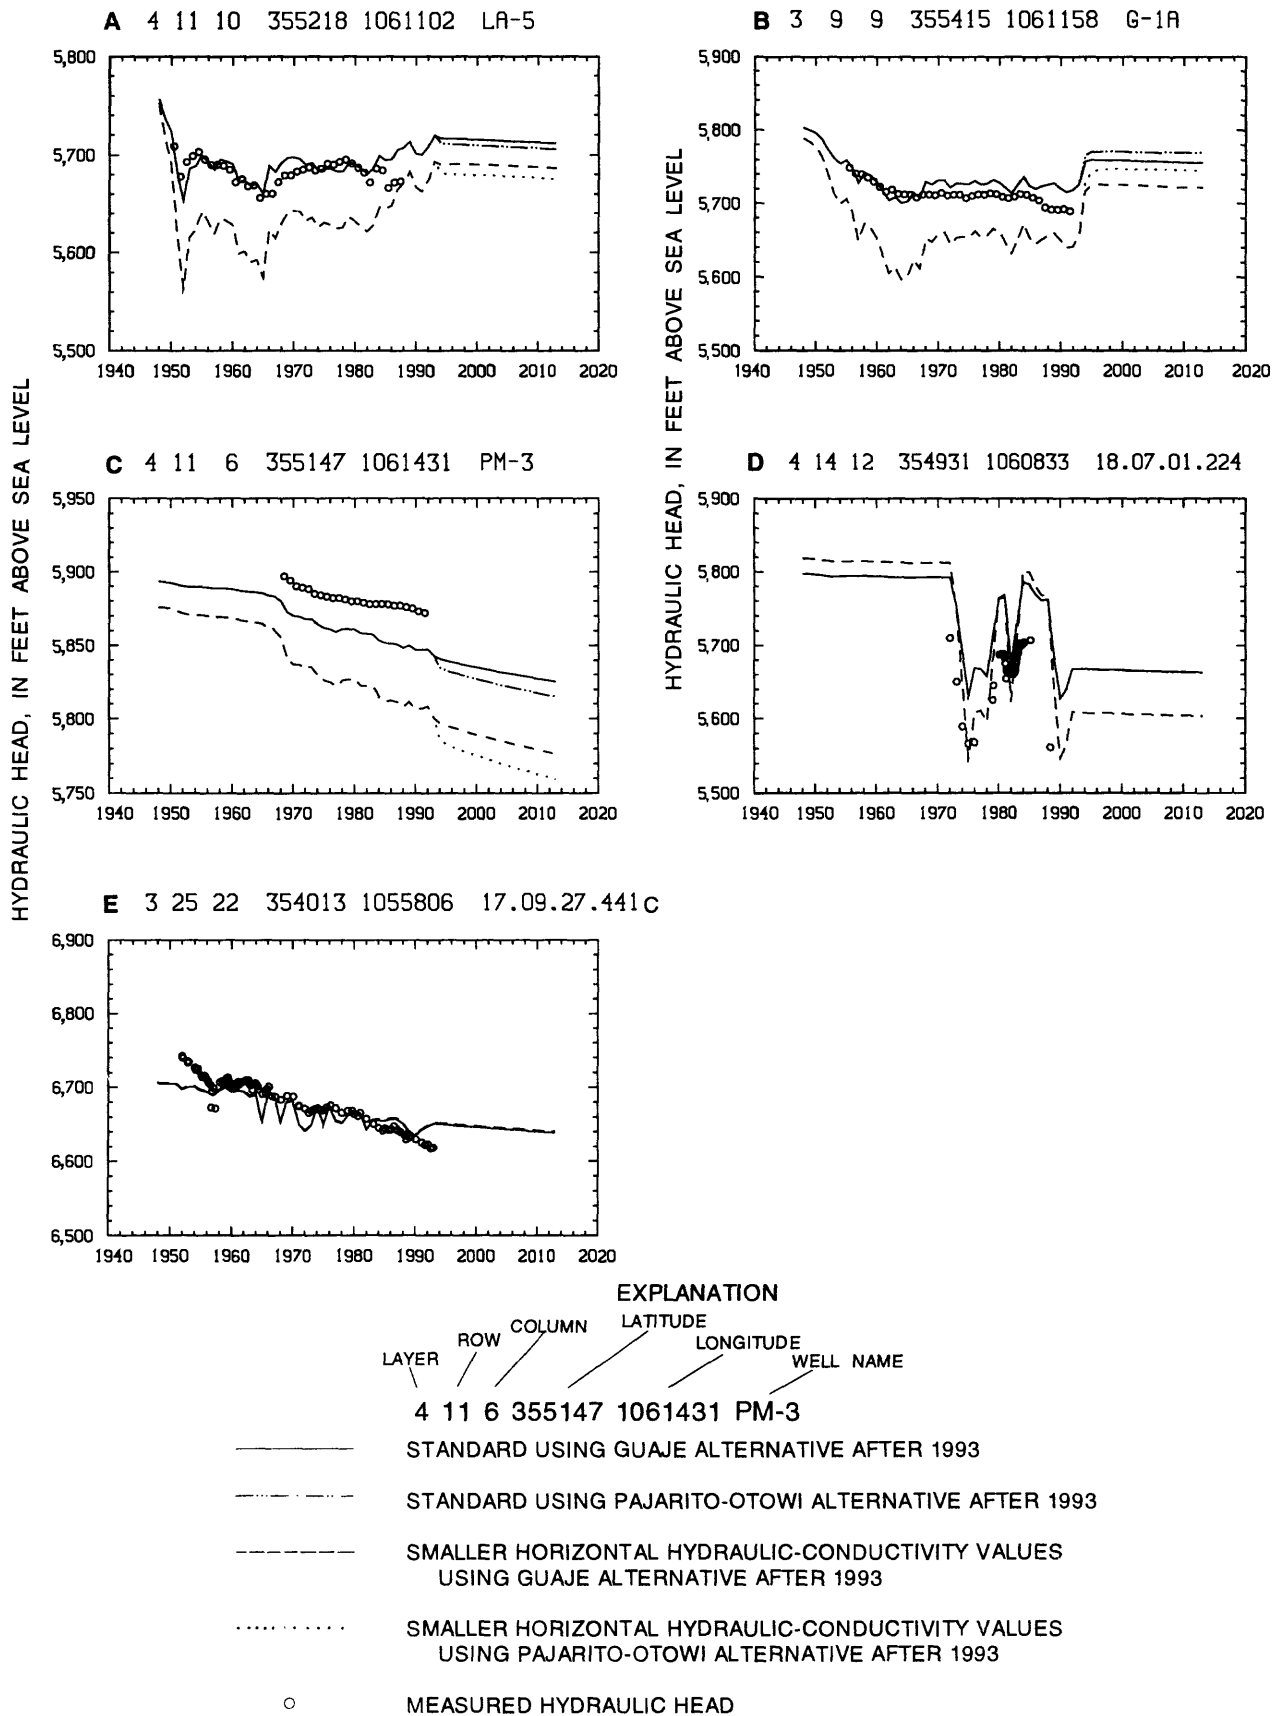 A 4 11 10 355218 1061102 LA-5
5,800
5,700
5,600
5,500
1940 1950 1960 1970 1980 1990 2000 2010 2020
B 3 9 9 355415 1061158 G-1A
5,900
5,800
5,700
5,600
5,500
1940 1950 1960 1970 1980 1990 2000 2010 2020
HYDRAULIC HEAD, IN FEET ABOVE SEA LEVEL
HYDRAULIC HEAD, IN FEET ABOVE SEA LEVEL
C 4 11 6 355147 1061431 PM-3
5,950
5,900
5,850
5,800
5,750
1940 1950 1960 1970 1980 1990 2000 2010 2020
D 4 14 12 354931 1060833 18.07.01.224
5,900
5,800
5,700
5,600
5,500
1940 1950 1960 1970 1980 1990 2000 2010 2020
E 3 25 22 354013 1055806 17.09.27.441C
6,900
6,800
6,700
6,600
6,500
1940 1950 1960 1970 1980 1990 2000 2010 2020
EXPLANATION
LAYER ROW COLUMN LATITUDE LONGITUDE WELL NAME
4 11 6 355147 1061431 PM-3
STANDARD USING GUAJE ALTERNATIVE AFTER 1993
STANDARD USING PAJARITO-OTOWI ALTERNATIVE AFTER 1993
SMALLER HORIZONTAL HYDRAULIC-CONDUCTIVITY VALUES
USING GUAJE ALTERNATIVE AFTER 1993
SMALLER HORIZONTAL HYDRAULIC-CONDUCTIVITY VALUES
USING PAJARITO-OTOWI ALTERNATIVE AFTER 1993
MEASURED HYDRAULIC HEAD